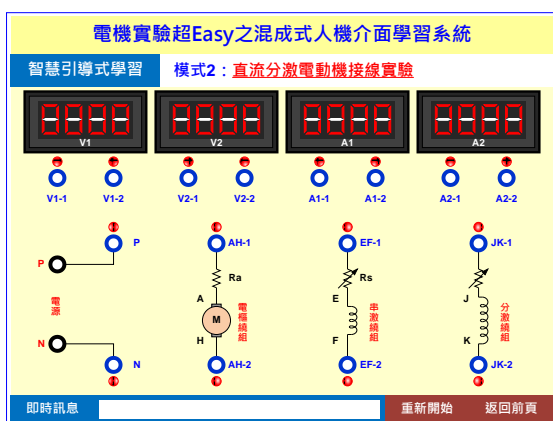 電機實驗超Easy之混成式人機介面學習系統
智慧引導式學習 模式2：直流分激電動機接線實驗
V1 V2 A1 A2
V1-1 V1-2 V2-1 V2-2 A1-1 A1-2 A2-1 A2-2
P AH-1 EF-1 JK-1
P Ra Rs
電源 A 電樞繞組 E 串激繞組 J 分激繞組
M
N H F K
N AH-2 EF-2 JK-2
即時訊息 重新開始 返回前頁